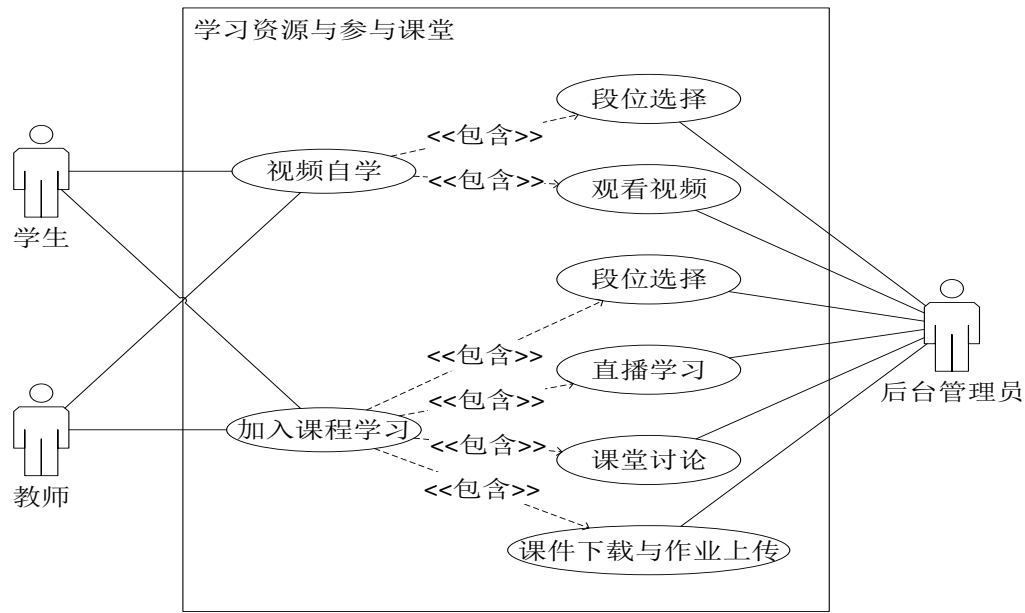 学习资源与参与课堂
段位选择
<<包含>>
视频自学
<<包含>>
观看视频
学生
段位选择
<<包含>>
直播学习
<<包含>>
后台管理员
加入课程学习
<<包含>>
课堂讨论
教师
<<包含>>
课件下载与作业上传